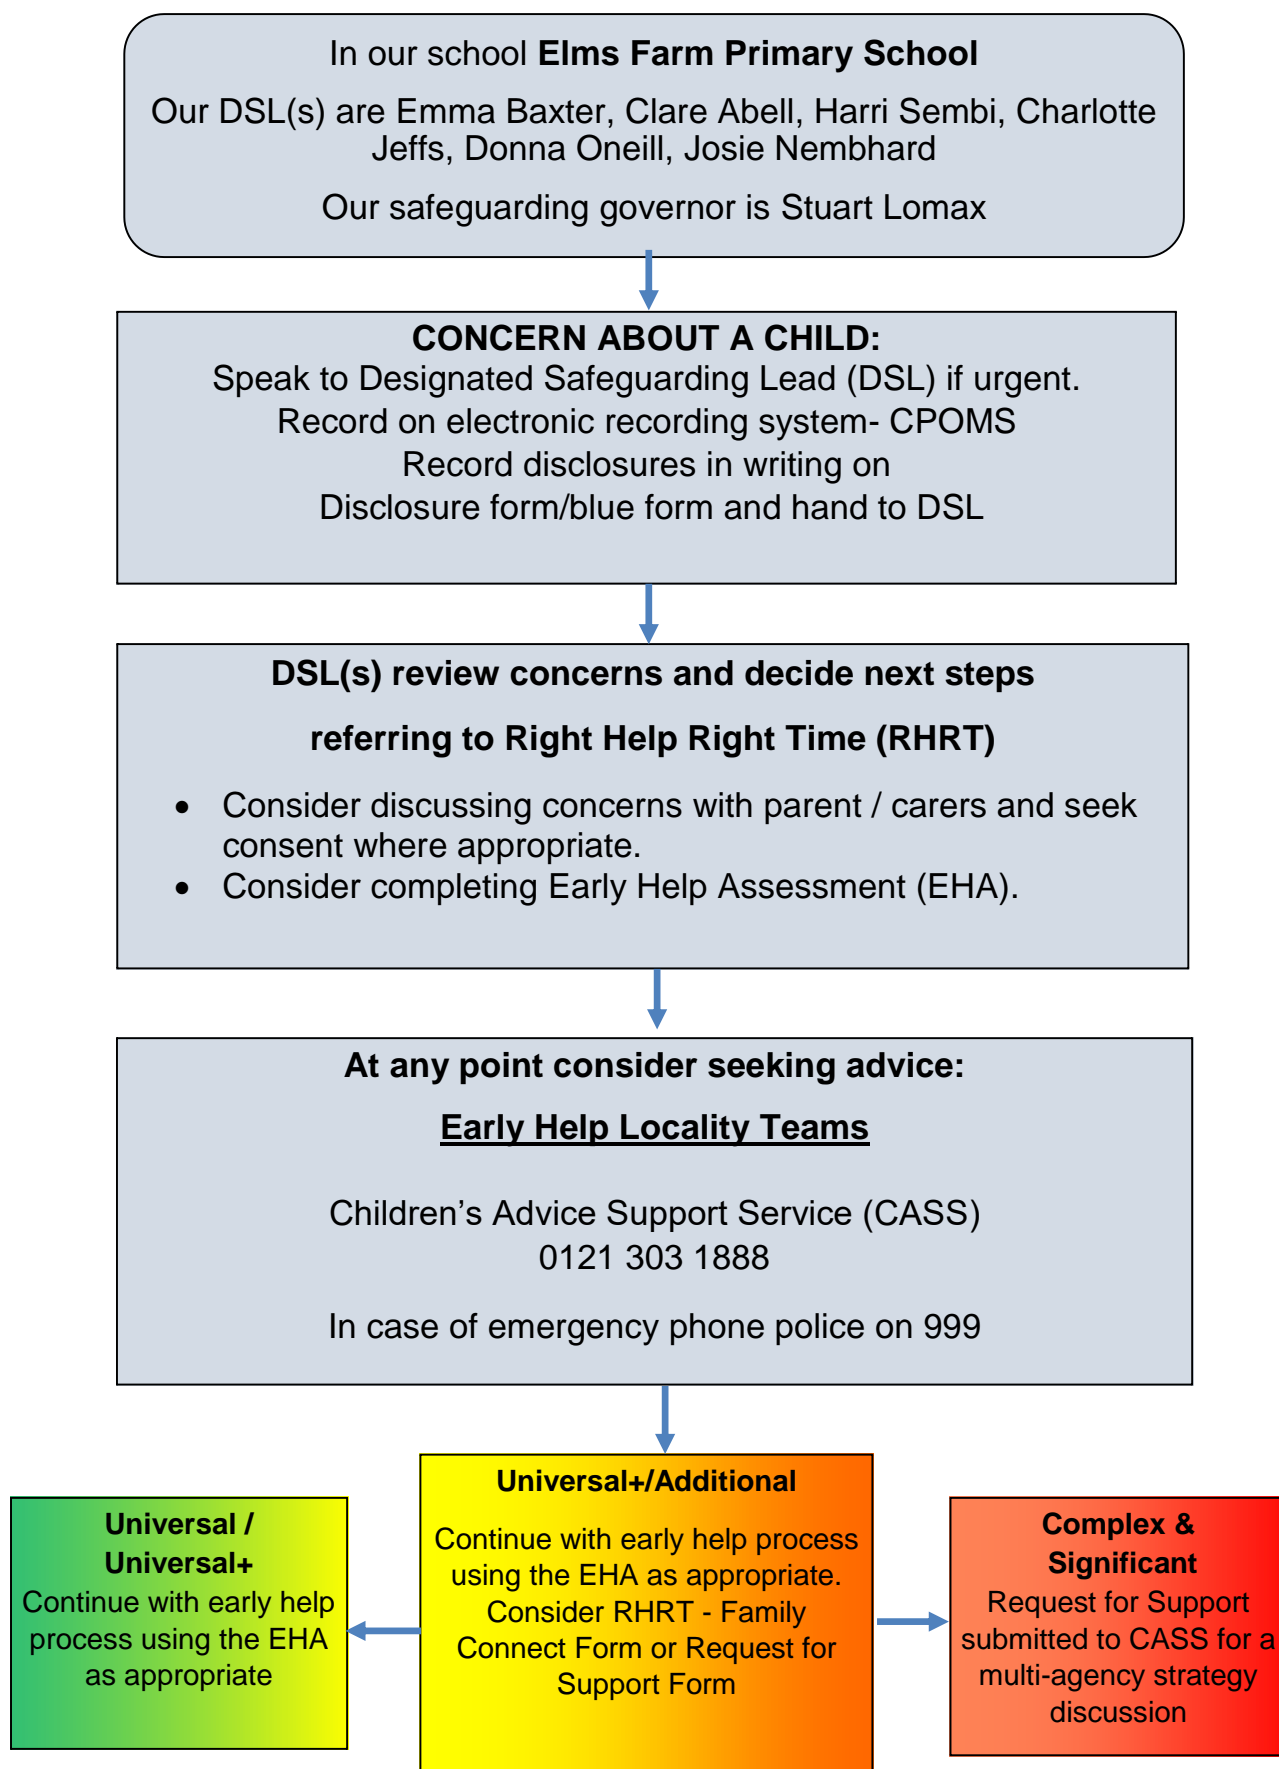 In our school Elms Farm Primary School
Our DSL(s) are Emma Baxter, Clare Abell, Harri Sembi, Charlotte
Jeffs, Donna Oneill, Josie Nembhard
Our safeguarding governor is Stuart Lomax
CONCERN ABOUT A CHILD:
Speak to Designated Safeguarding Lead (DSL) if urgent.
Record on electronic recording system- CPOMS
Record disclosures in writing on
Disclosure form/blue form and hand to DSL
DSL(s) review concerns and decide next steps
referring to Right Help Right Time (RHRT)
• Consider discussing concerns with parent / carers and seek
consent where appropriate.
• Consider completing Early Help Assessment (EHA).
At any point consider seeking advice:
Early Help Locality Teams
Children’s Advice Support Service (CASS)
0121 303 1888
In case of emergency phone police on 999
Universal /
Universal+
Continue with early help
process using the EHA
as appropriate
Universal+/Additional
Continue with early help process
using the EHA as appropriate.
Consider RHRT - Family
Connect Form or Request for
Support Form
Complex &
Significant
Request for Support
submitted to CASS for a
multi-agency strategy
discussion